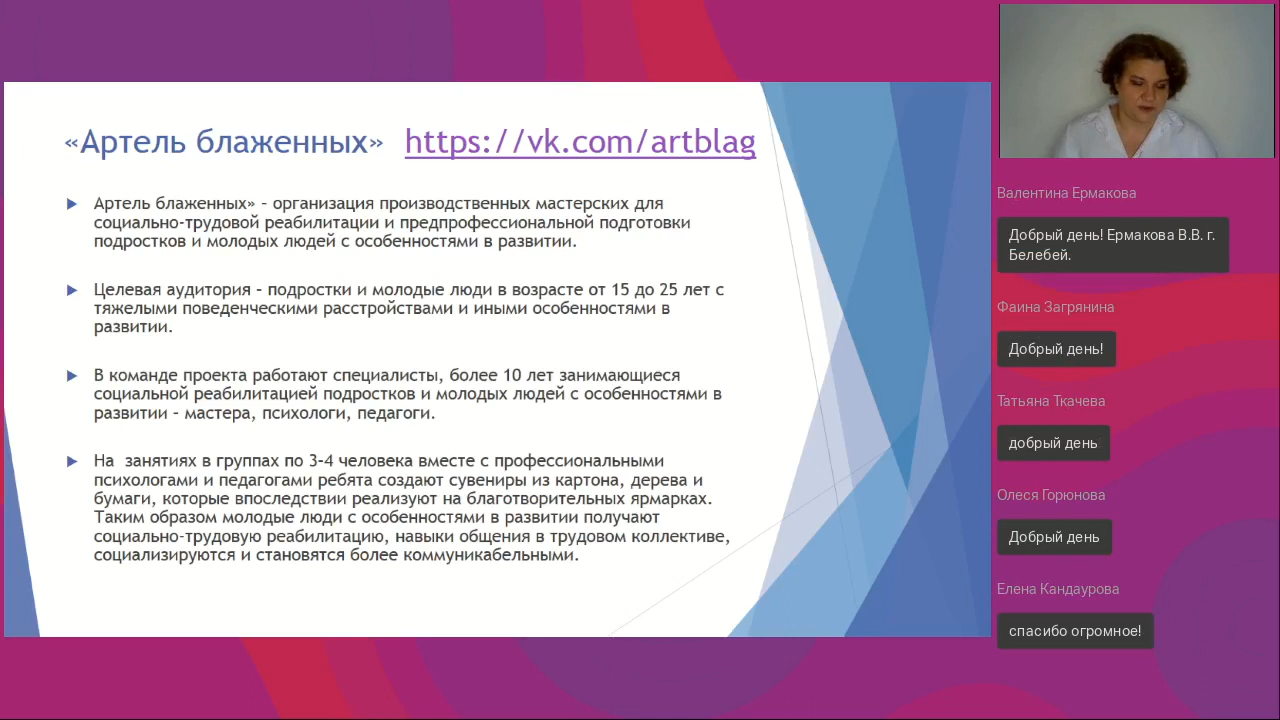 «Артель блаженных» https://vk.com/artblag
Артель блаженных» – организация производственных мастерских для
социально-трудовой реабилитации и предпрофессиональной подготовки
подростков и молодых людей с особенностями в развитии.
Целевая аудитория – подростки и молодые люди в возрасте от 15 до 25 лет с
тяжелыми поведенческими расстройствами и иными особенностями в
развитии.
В команде проекта работают специалисты, более 10 лет занимающиеся
социальной реабилитацией подростков и молодых людей с особенностями в
развитии – мастера, психологи, педагоги.
На занятиях в группах по 3-4 человека вместе с профессиональными
психологами и педагогами ребята создают сувениры из картона, дерева и
бумаги, которые впоследствии реализуют на благотворительных ярмарках.
Таким образом молодые люди с особенностями в развитии получают
социально-трудовую реабилитацию, навыки общения в трудовом коллективе,
социализируются и становятся более коммуникабельными.
Валентина Ермакова
Добрый день! Ермакова В.В. г.
Белебей.
Фаина Загрянина
Добрый день!
Татьяна Ткачева
добрый день
Олеся Горюнова
Добрый день
Елена Кандаурова
спасибо огромное!